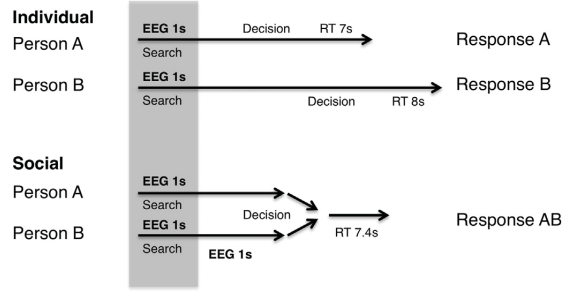 Individual
Person A
EEG 1s
Decision
RT 7s
Response A
Search
Person B
EEG 1s
Response B
Search
Decision
RT 8s
Social
Person A
EEG 1s
Search
Decision
Person B
EEG 1s
RT 7.4s
Response AB
Search
EEG 1s